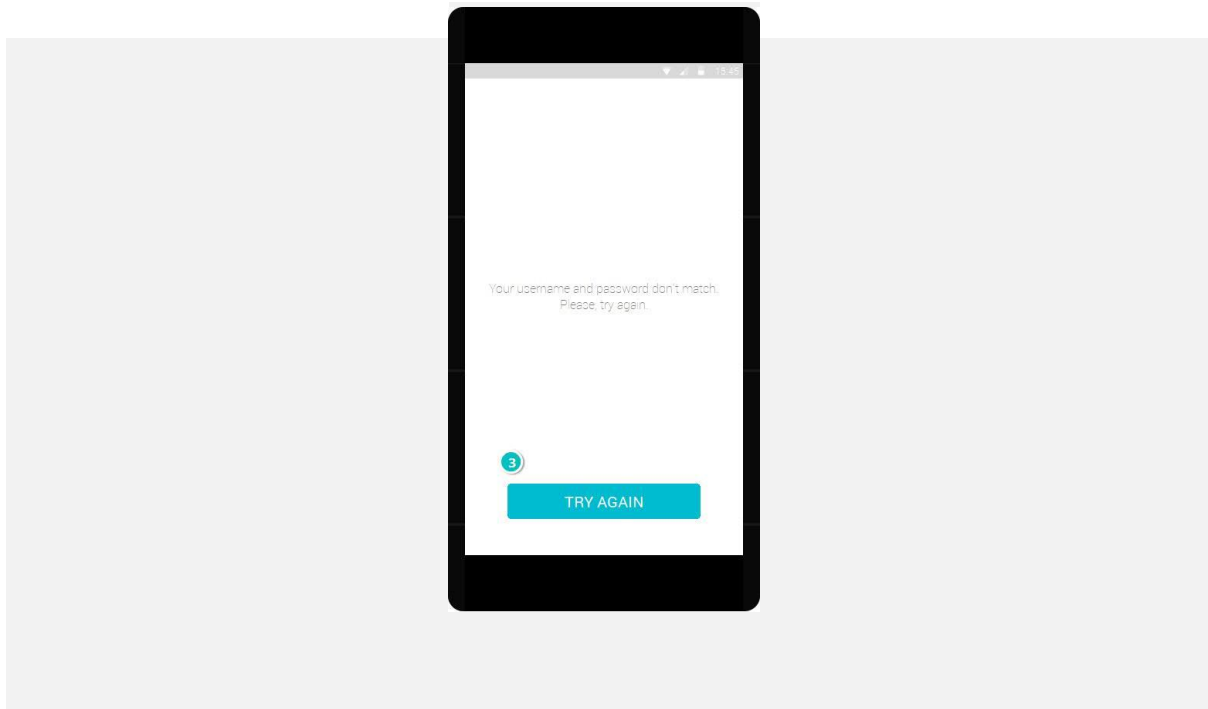 15:45
Your username and password don't match.
Please, try again.
3
TRY AGAIN